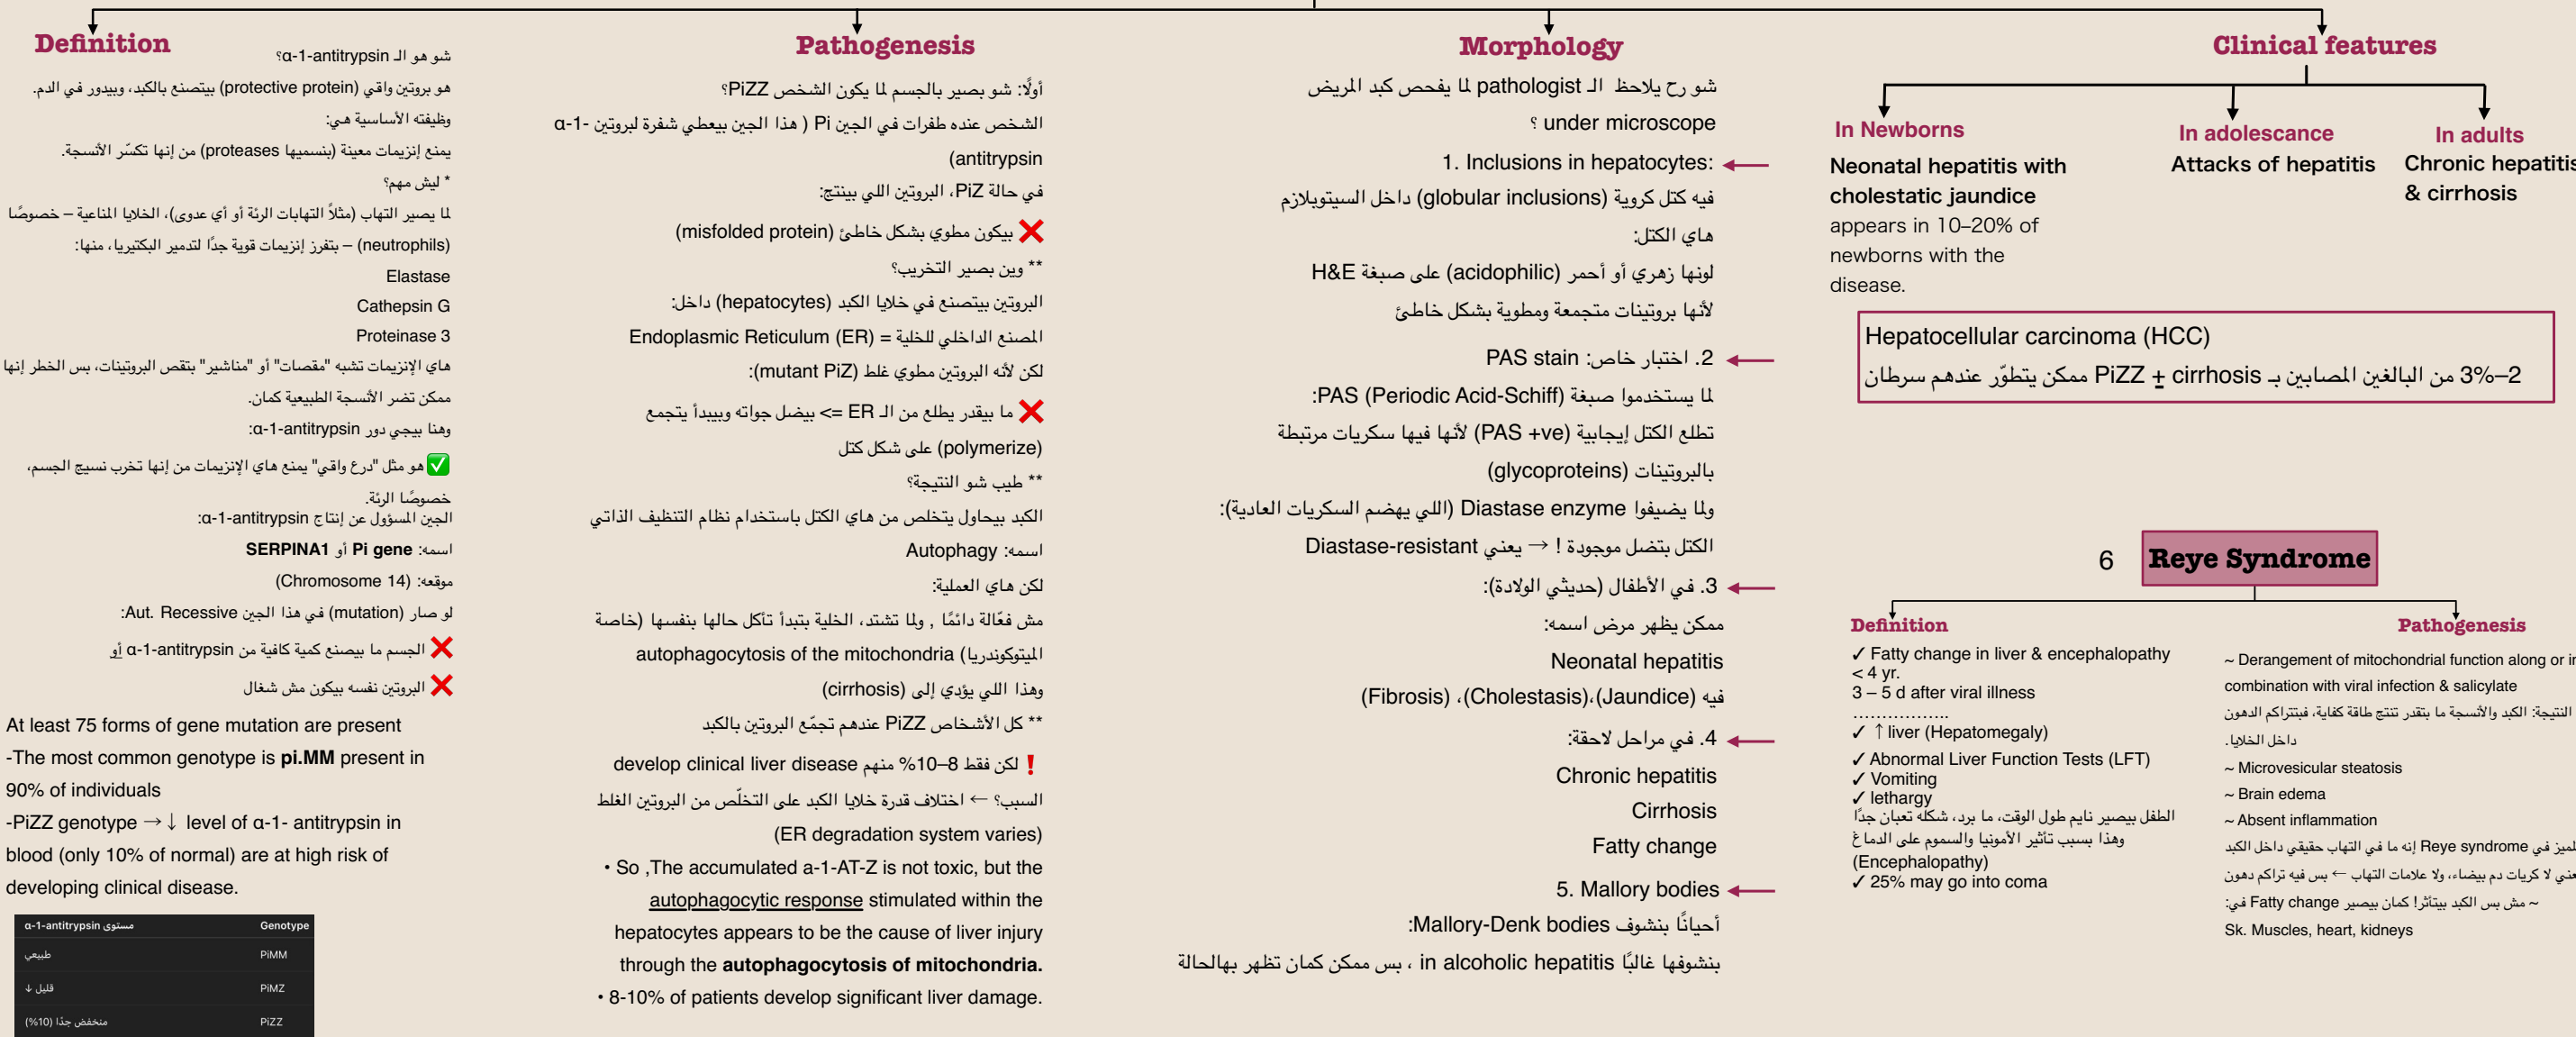 Definition
شو هو الـ α-1-antitrypsin؟
هو بروتين واقي (protective protein) بيتصنع بالكبد، وبيدور في الدم.
وظيفته الأساسية هي:
يمنع إنزيمات معينة (بنسميها proteases) من إنها تكسّر الأنسجة.
* ليش مهم؟
لما يصير التهاب (مثلاً التهابات الرئة أو أي عدوى)، الخلايا المناعية – خصوصًا
(neutrophils) – بتفرز إنزيمات قوية جدًا لتدمير البكتيريا، منها:
Elastase
Cathepsin G
Proteinase 3
هاي الإنزيمات تشبه "مقصات" أو "مناشير" بتقص البروتينات، بس الخطر إنها
ممكن تضر الأنسجة الطبيعية كمان.
وهنا بيجي دور α-1-antitrypsin:
✅ هو مثل "درع واقي" يمنع هاي الإنزيمات من إنها تخرب نسيج الجسم،
خصوصًا الرئة.
الجين المسؤول عن إنتاج α-1-antitrypsin:
اسمه: Pi gene أو SERPINA1
موقعه: (Chromosome 14)
لو صار (mutation) في هذا الجين Aut. Recessive:
❌ الجسم ما بيصنع كمية كافية من α-1-antitrypsin أو
❌ البروتين نفسه بيكون مش شغال
At least 75 forms of gene mutation are present
-The most common genotype is pi.MM present in
90% of individuals
-PiZZ genotype →↓ level of α-1- antitrypsin in
blood (only 10% of normal) are at high risk of
developing clinical disease.
مستوى α-1-antitrypsin Genotype
طبيعي PiMM
قليل ↓ PiMZ
منخفض جدًا (10%) PiZZ
Pathogenesis
أولًا: شو بصير بالجسم لما يكون الشخص PiZZ؟
الشخص عنده طفرات في الجين Pi ( هذا الجين بيعطي شفرة لبروتين α-1-
antitrypsin)
في حالة PiZ، البروتين اللي بينتج:
❌ بيكون مطوي بشكل خاطئ (misfolded protein)
** وين بصير التخريب؟
البروتين بيتصنع في خلايا الكبد (hepatocytes) داخل:
المصنع الداخلي للخلية = Endoplasmic Reticulum (ER)
لكن لأنه البروتين مطوي غلط (mutant PiZ):
❌ ما بيقدر يطلع من الـ ER => بيضل جواته وبيبدأ يتجمع
(polymerize) على شكل كتل
** طيب شو النتيجة؟
الكبد بيحاول يتخلص من هاي الكتل باستخدام نظام التنظيف الذاتي
اسمه: Autophagy
لكن هاي العملية:
مش فعّالة دائمًا , ولما تشتد، الخلية بتبدأ تأكل حالها بنفسها (خاصة
الميتوكوندريا) autophagocytosis of the mitochondria
وهذا اللي يؤدي إلى (cirrhosis)
** كل الأشخاص PiZZ عندهم تجمّع البروتين بالكبد
❗ لكن فقط 8–10% منهم develop clinical liver disease
السبب؟ ← اختلاف قدرة خلايا الكبد على التخلّص من البروتين الغلط
(ER degradation system varies)
• So ,The accumulated a-1-AT-Z is not toxic, but the
autophagocytic response stimulated within the
hepatocytes appears to be the cause of liver injury
through the autophagocytosis of mitochondria.
• 8-10% of patients develop significant liver damage.
Morphology
شو رح يلاحظ الـ pathologist لما يفحص كبد المريض
under microscope ؟
1. Inclusions in hepatocytes:
فيه كتل كروية (globular inclusions) داخل السيتوبلازم
هاي الكتل:
لونها زهري أو أحمر (acidophilic) على صبغة H&E
لأنها بروتينات متجمعة ومطوية بشكل خاطئ
2. اختبار خاص: PAS stain
لما يستخدموا صبغة PAS (Periodic Acid-Schiff):
تطلع الكتل إيجابية (PAS +ve) لأنها فيها سكريات مرتبطة
بالبروتينات (glycoproteins)
ولما يضيفوا Diastase enzyme (اللي يهضم السكريات العادية):
الكتل بتضل موجودة ! → يعني Diastase-resistant
3. في الأطفال (حديثي الولادة):
ممكن يظهر مرض اسمه:
Neonatal hepatitis
فيه (Jaundice)، (Cholestasis)، (Fibrosis)
4. في مراحل لاحقة:
Chronic hepatitis
Cirrhosis
Fatty change
5. Mallory bodies
أحيانًا بنشوف Mallory-Denk bodies:
بنشوفها غالبًا in alcoholic hepatitis ، بس ممكن كمان تظهر بهالحالة
Clinical features
In Newborns
Neonatal hepatitis with
cholestatic jaundice
appears in 10–20% of
newborns with the
disease.
In adolescance
Attacks of hepatitis
In adults
Chronic hepatitis
& cirrhosis
Hepatocellular carcinoma (HCC)
2–3% من البالغين المصابين بـ PiZZ ± cirrhosis ممكن يتطوّر عندهم سرطان
6 Reye Syndrome
Definition
✓ Fatty change in liver & encephalopathy
< 4 yr.
3 – 5 d after viral illness
.................
✓ ↑ liver (Hepatomegaly)
✓ Abnormal Liver Function Tests (LFT)
✓ Vomiting
✓ lethargy
الطفل بيصير نايم طول الوقت، ما برد، شكله تعبان جدًا
وهذا بسبب تأثير الأمونيا والسموم على الدماغ
(Encephalopathy)
✓ 25% may go into coma
Pathogenesis
~ Derangement of mitochondrial function along or in
combination with viral infection & salicylate
النتيجة: الكبد والأنسجة ما بتقدر تنتج طاقة كفاية، فبتتراكم الدهون
داخل الخلايا.
~ Microvesicular steatosis
~ Brain edema
~ Absent inflammation
في Reye syndrome إنه ما في التهاب حقيقي داخل الكبد
لا كريات دم بيضاء، ولا علامات التهاب ← بس فيه تراكم دهون
~ مش بس الكبد بيتأثر! كمان بيصير Fatty change في:
Sk. Muscles, heart, kidneys